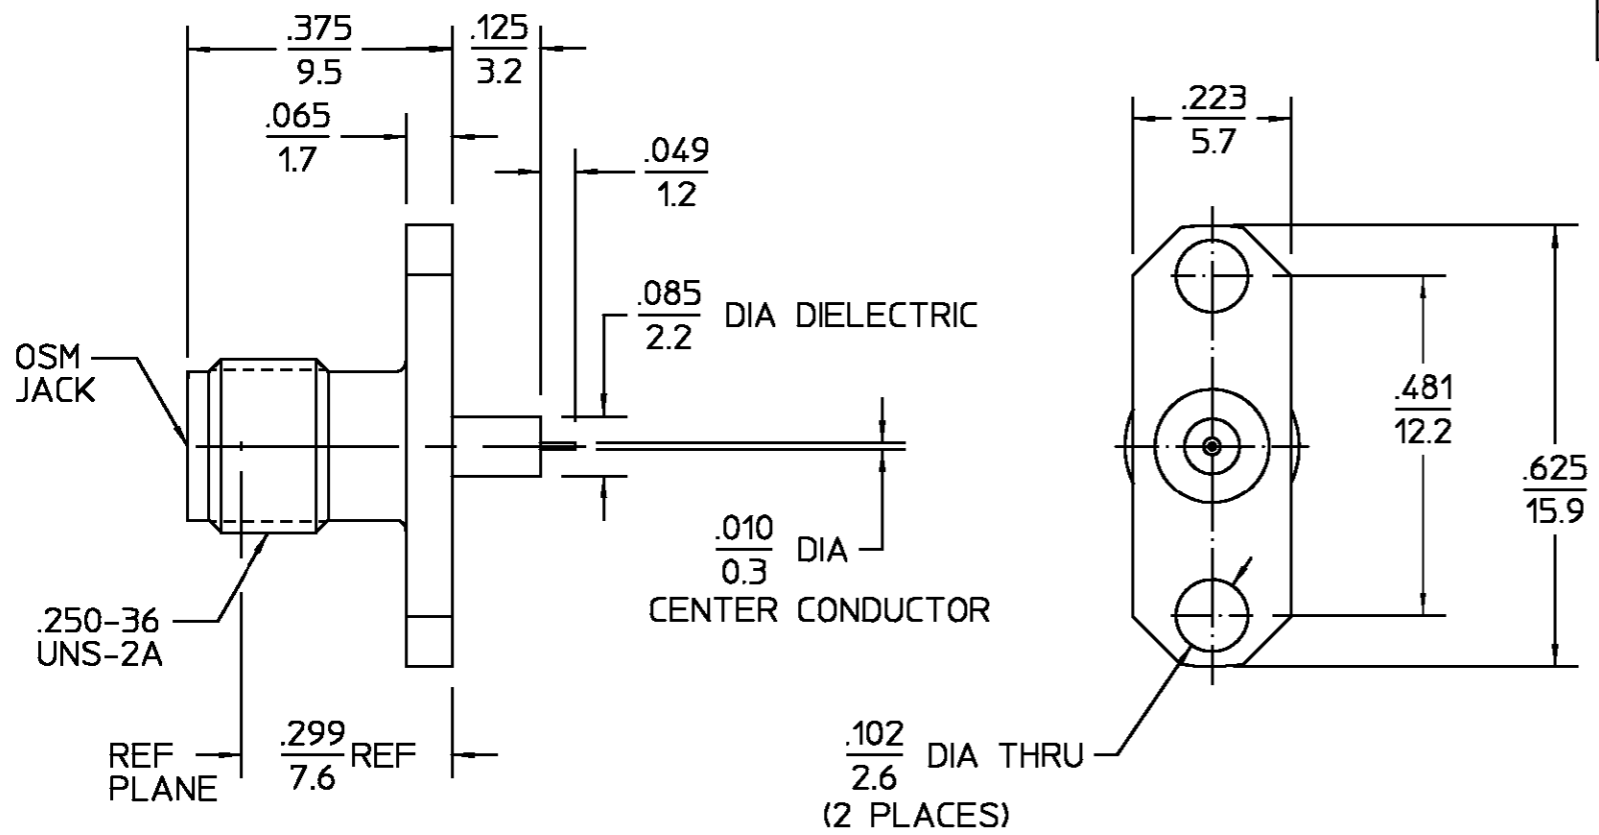 .375
9.5
.125
3.2
.065
1.7
.049
1.2
.223
5.7
.085
2.2
DIA DIELECTRIC
OSM
JACK
.481
12.2
.625
15.9
.010
0.3
DIA
CENTER CONDUCTOR
.250-36
UNS-2A
REF
PLANE
.299
7.6
REF
.102
2.6
DIA THRU
(2 PLACES)